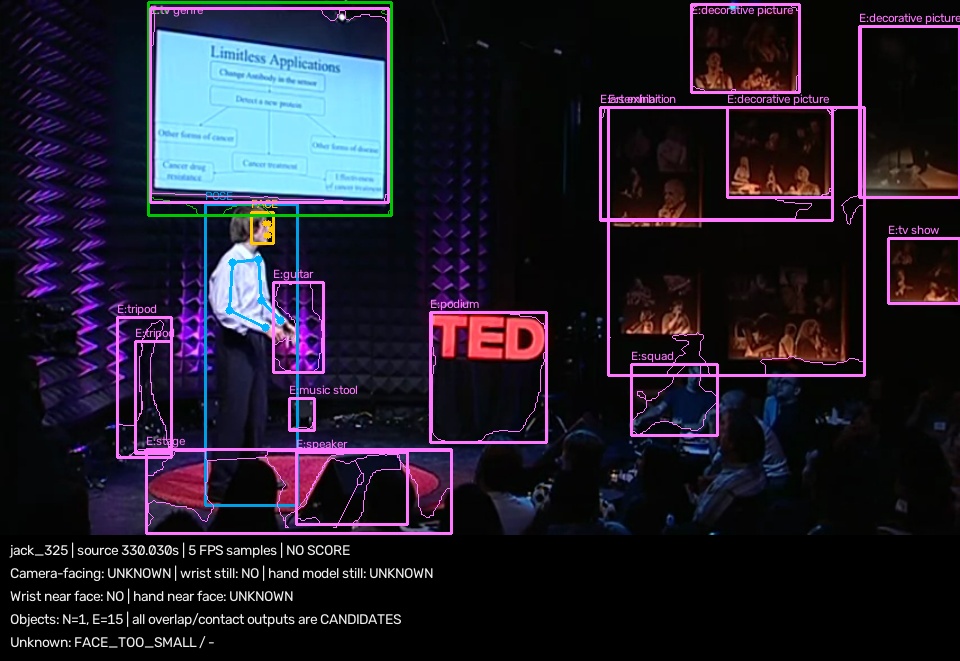 E:tv genre
Limitless Applications
Change Antibody in the sensor
Detect a new protein
Other forms of cancer
Other forms of disease
Cancer drug
resistance
Cancer treatment
Effectiveness
of cancer treatment
E:decorative picture
E:decorative picture
E:art exhibition
E:decorative picture
POSE
FACE
E:tv show
E:guitar
E:tripod
E:podium
TED
E:tripod
E:squad
E:music stool
E:stage
E:speaker
jack_325 | source 330.030s | 5 FPS samples | NO SCORE
Camera-facing: UNKNOWN | wrist still: NO | hand model still: UNKNOWN
Wrist near face: NO | hand near face: UNKNOWN
Objects: N=1, E=15 | all overlap/contact outputs are CANDIDATES
Unknown: FACE_TOO_SMALL / -